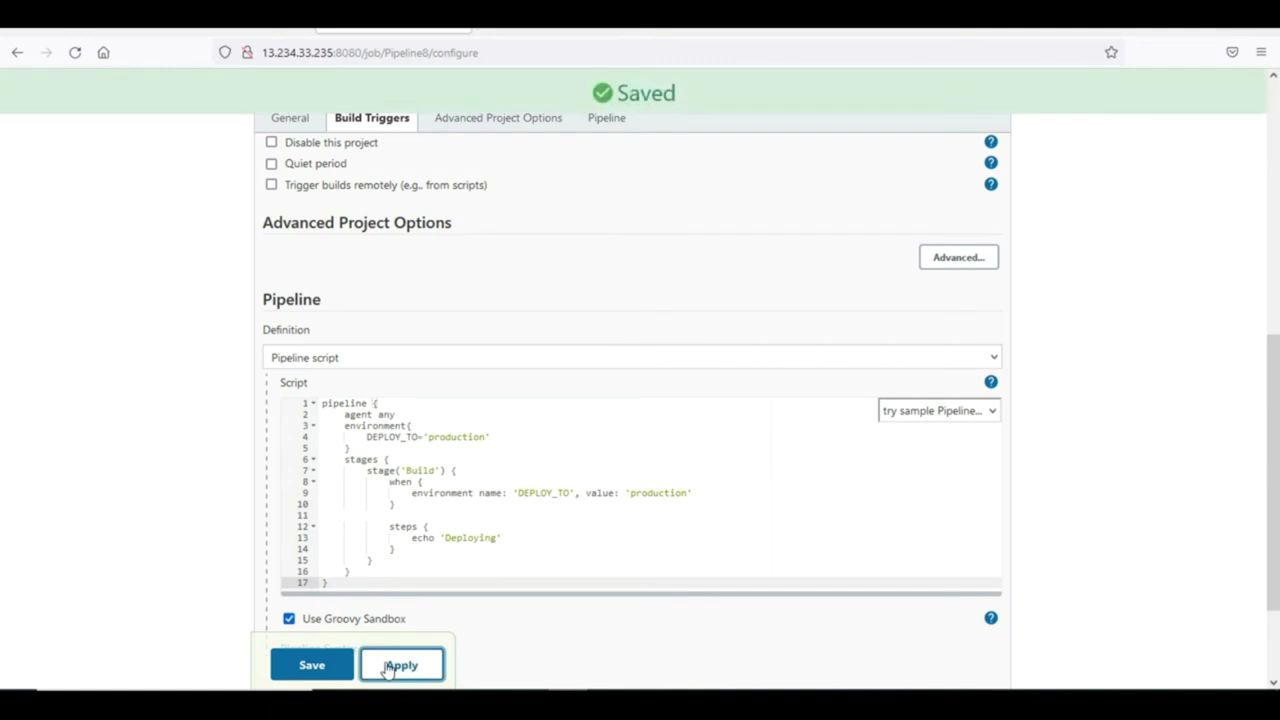 13.234.33.235:8080/job/Pipeline8/configure
Saved
General Build Triggers Advanced Project Options Pipeline
Disable this project
Quiet period
Trigger builds remotely (e.g., from scripts)
Advanced Project Options
Advanced...
Pipeline
Definition
Pipeline script
Script
try sample Pipeline...
1 pipeline {
2 agent any
3 environment{
4 DEPLOY_TO='production'
5 }
6 stages {
7 stage('Build') {
8 when {
9 environment name: 'DEPLOY_TO', value: 'production'
10 }
11
12 steps {
13 echo 'Deploying'
14 }
15 }
16 }
17 }
Use Groovy Sandbox
Save Apply